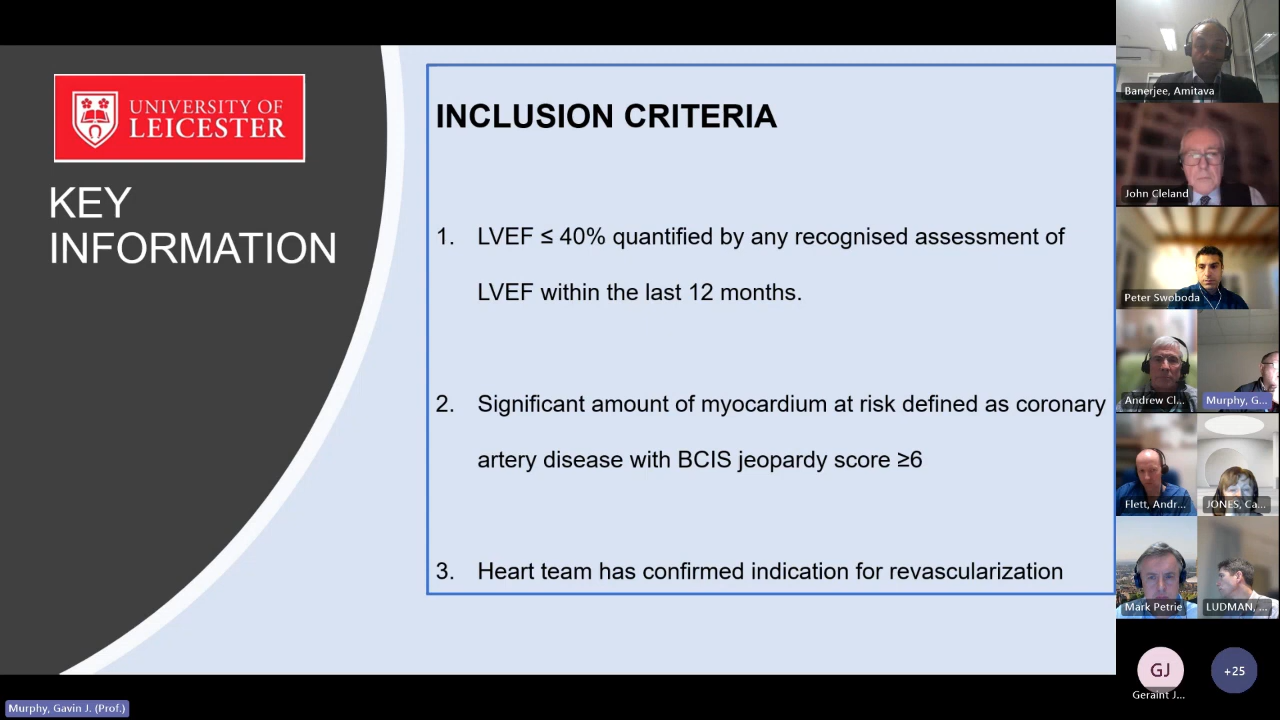 UNIVERSITY OF
LEICESTER
KEY
INFORMATION
INCLUSION CRITERIA
1. LVEF ≤ 40% quantified by any recognised assessment of
LVEF within the last 12 months.
2. Significant amount of myocardium at risk defined as coronary
artery disease with BCIS jeopardy score ≥6
3. Heart team has confirmed indication for revascularization
Banerjee, Amitava
John Cleland
Peter Swoboda
Andrew Cl...
Murphy, G...
Flett, Andr...
JONES, Ca...
Mark Petrie
LUDMAN, ...
GJ
Geraint J...
+25
Murphy, Gavin J. (Prof.)